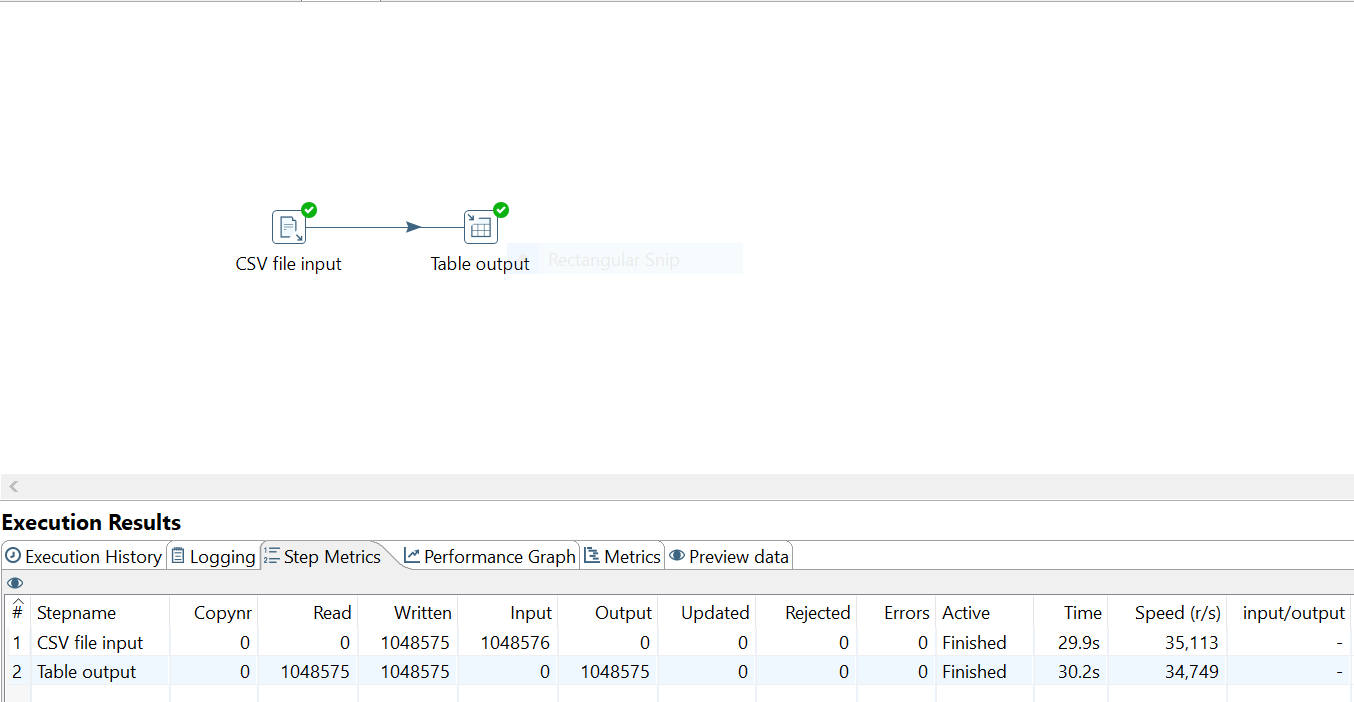 CSV file input Table output Rectangular Snip
Execution Results
Execution History Logging Step Metrics Performance Graph Metrics Preview data
# Stepname Copynr Read Written Input Output Updated Rejected Errors Active Time Speed (r/s) input/output
1 CSV file input 0 0 1048575 1048576 0 0 0 0 Finished 29.9s 35,113 -
2 Table output 0 1048575 1048575 0 1048575 0 0 0 Finished 30.2s 34,749 -